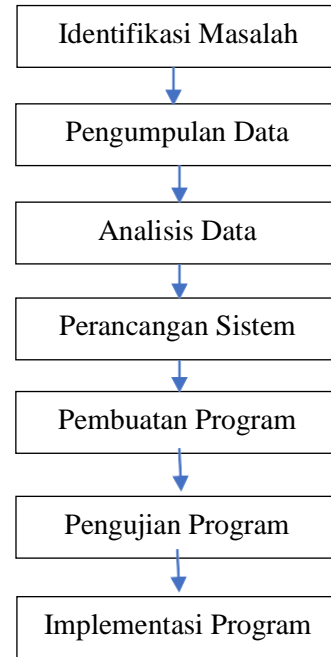 Identifikasi Masalah
Pengumpulan Data
Analisis Data
Perancangan Sistem
Pembuatan Program
Pengujian Program
Implementasi Program